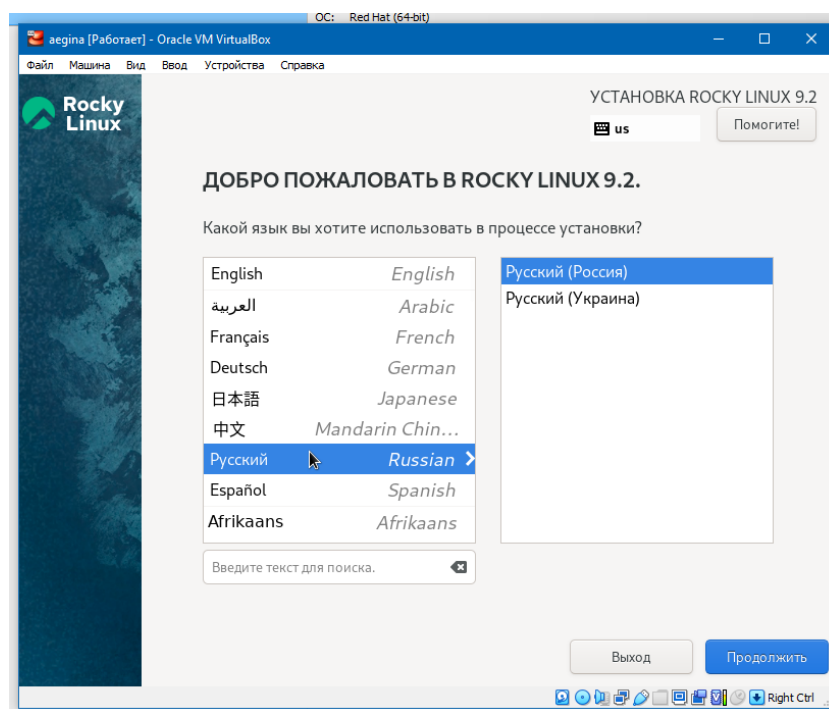 ОС: Red Hat (64-bit)
aegina [Работает] - Oracle VM VirtualBox
Файл Машина Вид Ввод Устройства Справка
Rocky
Linux
УСТАНОВКА ROCKY LINUX 9.2
us
Помогите!
ДОБРО ПОЖАЛОВАТЬ В ROCKY LINUX 9.2.
Какой язык вы хотите использовать в процессе установки?
English English
العربية Arabic
Français French
Deutsch German
日本語 Japanese
中文 Mandarin Chin...
Русский Russian
Español Spanish
Afrikaans Afrikaans
Русский (Россия)
Русский (Украина)
Введите текст для поиска.
Выход
Продолжить
Right Ctrl